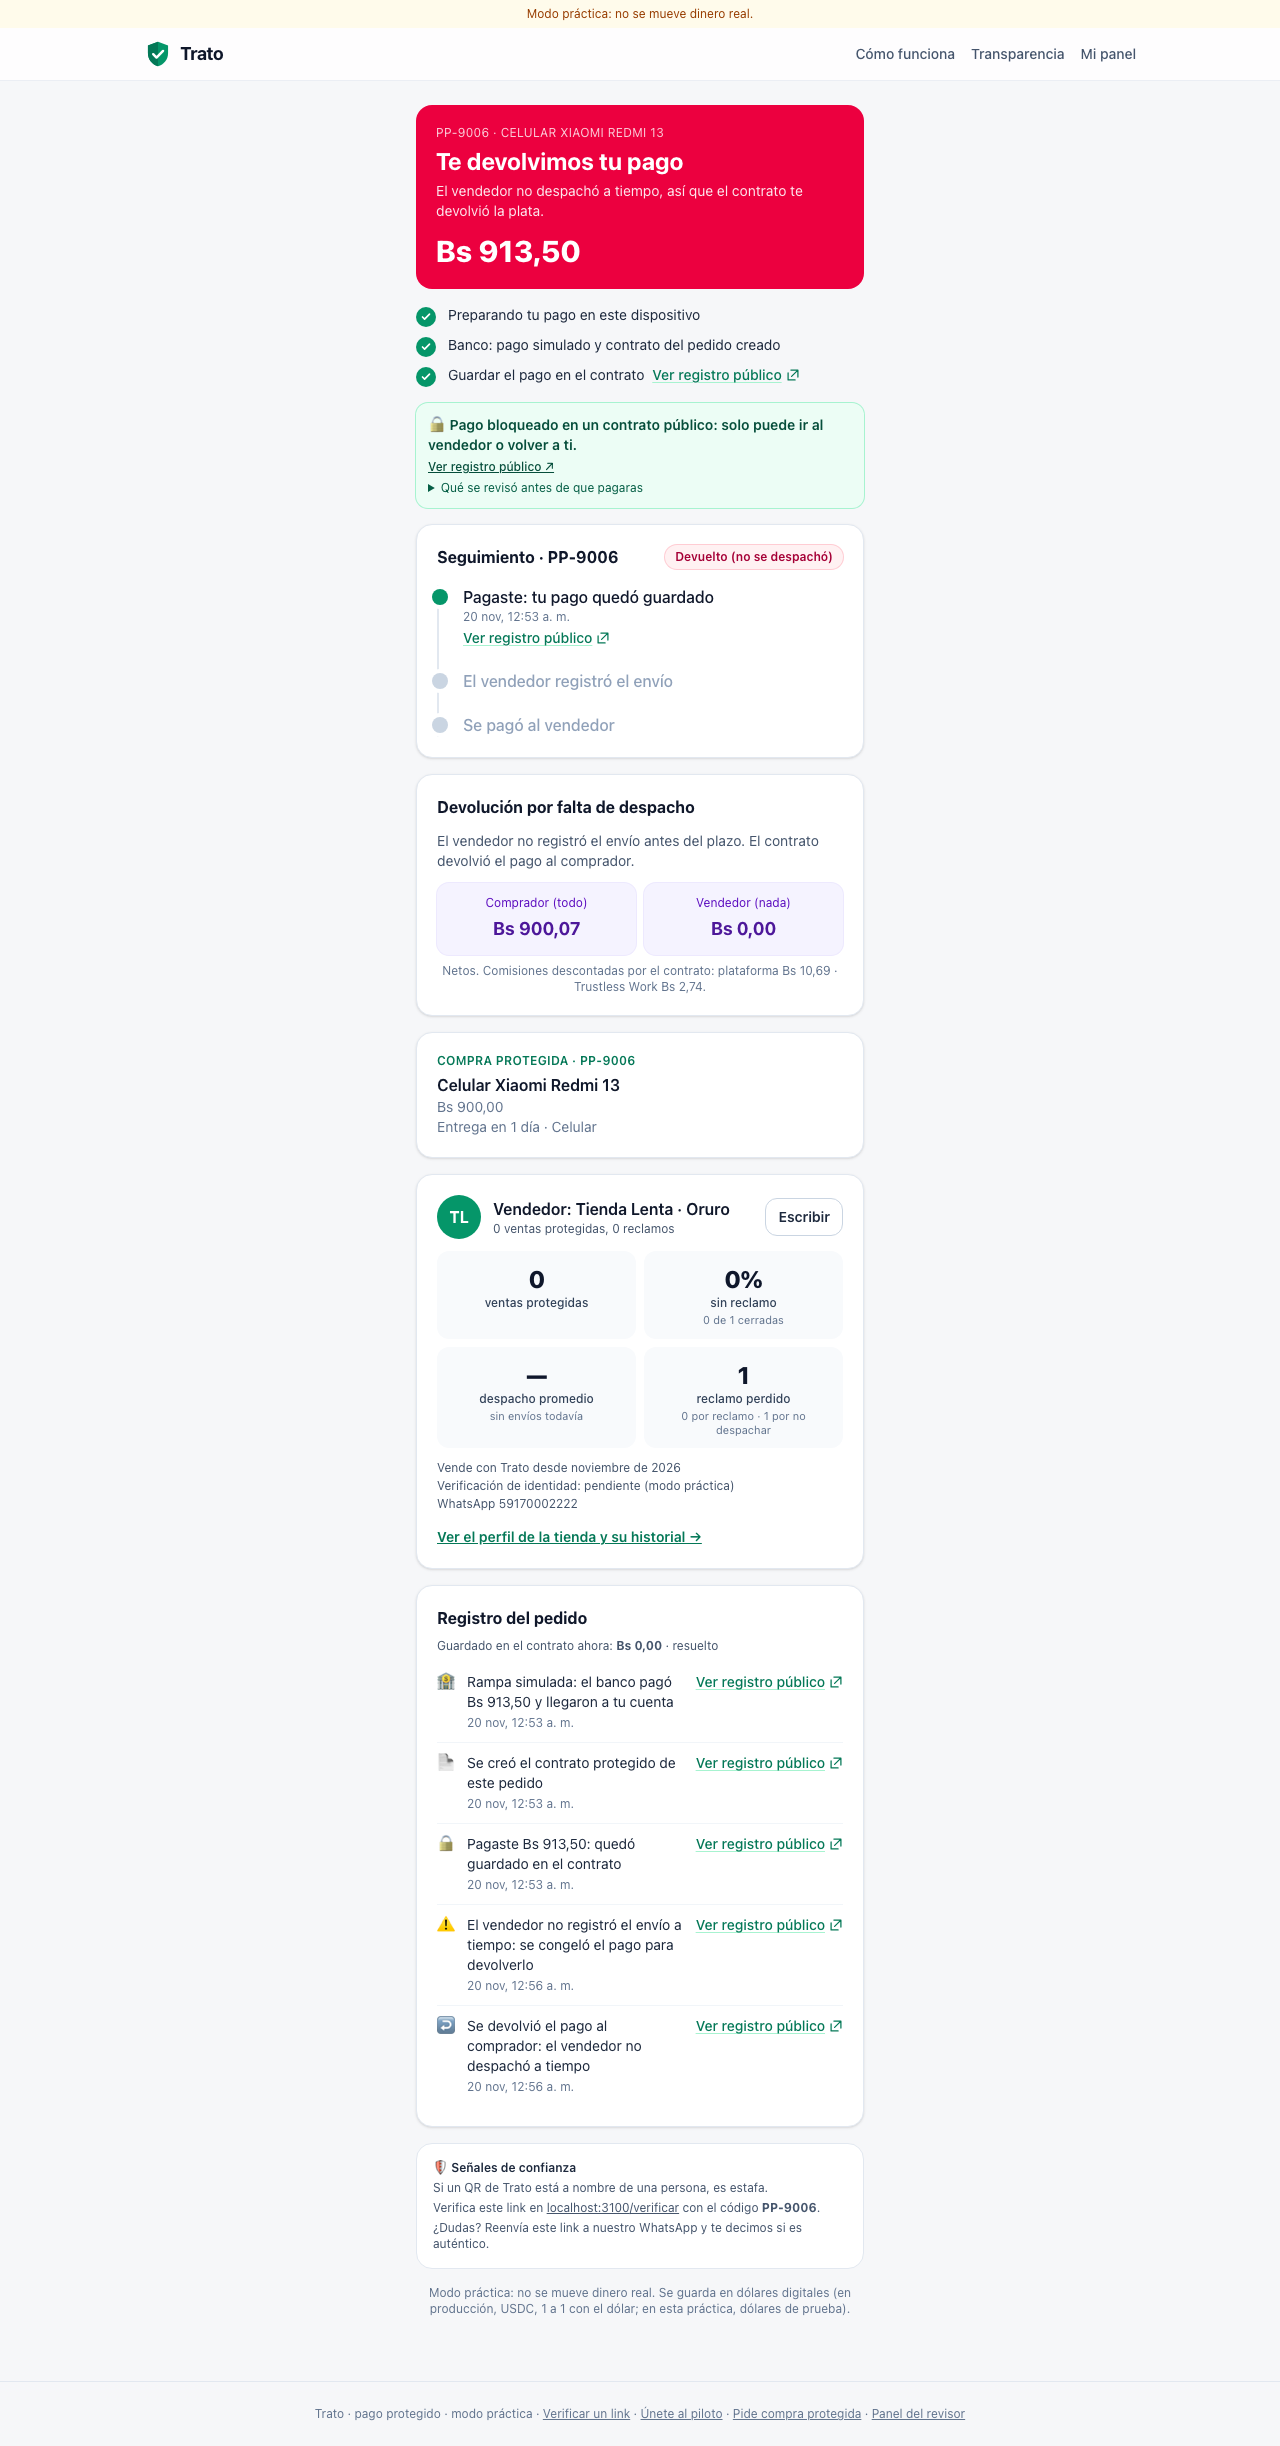 Modo práctica: no se mueve dinero real.
Trato
Cómo funciona Transparencia Mi panel
PP-9006 · CELULAR XIAOMI REDMI 13
Te devolvimos tu pago
El vendedor no despachó a tiempo, así que el contrato te
devolvió la plata.
Bs 913,50
Preparando tu pago en este dispositivo
Banco: pago simulado y contrato del pedido creado
Guardar el pago en el contrato Ver registro público
Pago bloqueado en un contrato público: solo puede ir al
vendedor o volver a ti.
Ver registro público ↗
Qué se revisó antes de que pagaras
Seguimiento · PP-9006
Devuelto (no se despachó)
Pagaste: tu pago quedó guardado
20 nov, 12:53 a. m.
Ver registro público
El vendedor registró el envío
Se pagó al vendedor
Devolución por falta de despacho
El vendedor no registró el envío antes del plazo. El contrato
devolvió el pago al comprador.
Comprador (todo)
Bs 900,07
Vendedor (nada)
Bs 0,00
Netos. Comisiones descontadas por el contrato: plataforma Bs 10,69 ·
Trustless Work Bs 2,74.
COMPRA PROTEGIDA · PP-9006
Celular Xiaomi Redmi 13
Bs 900,00
Entrega en 1 día · Celular
TL
Vendedor: Tienda Lenta · Oruro
0 ventas protegidas, 0 reclamos
Escribir
0
ventas protegidas
0%
sin reclamo
0 de 1 cerradas
—
despacho promedio
sin envíos todavía
1
reclamo perdido
0 por reclamo · 1 por no
despachar
Vende con Trato desde noviembre de 2026
Verificación de identidad: pendiente (modo práctica)
WhatsApp 59170002222
Ver el perfil de la tienda y su historial →
Registro del pedido
Guardado en el contrato ahora: Bs 0,00 · resuelto
Rampa simulada: el banco pagó
Bs 913,50 y llegaron a tu cuenta
20 nov, 12:53 a. m.
Ver registro público
Se creó el contrato protegido de
este pedido
20 nov, 12:53 a. m.
Ver registro público
Pagaste Bs 913,50: quedó
guardado en el contrato
20 nov, 12:53 a. m.
Ver registro público
El vendedor no registró el envío a
tiempo: se congeló el pago para
devolverlo
20 nov, 12:56 a. m.
Ver registro público
Se devolvió el pago al
comprador: el vendedor no
despachó a tiempo
20 nov, 12:56 a. m.
Ver registro público
Señales de confianza
Si un QR de Trato está a nombre de una persona, es estafa.
Verifica este link en localhost:3100/verificar con el código PP-9006.
¿Dudas? Reenvía este link a nuestro WhatsApp y te decimos si es
auténtico.
Modo práctica: no se mueve dinero real. Se guarda en dólares digitales (en
producción, USDC, 1 a 1 con el dólar; en esta práctica, dólares de prueba).
Trato · pago protegido · modo práctica · Verificar un link · Únete al piloto · Pide compra protegida · Panel del revisor